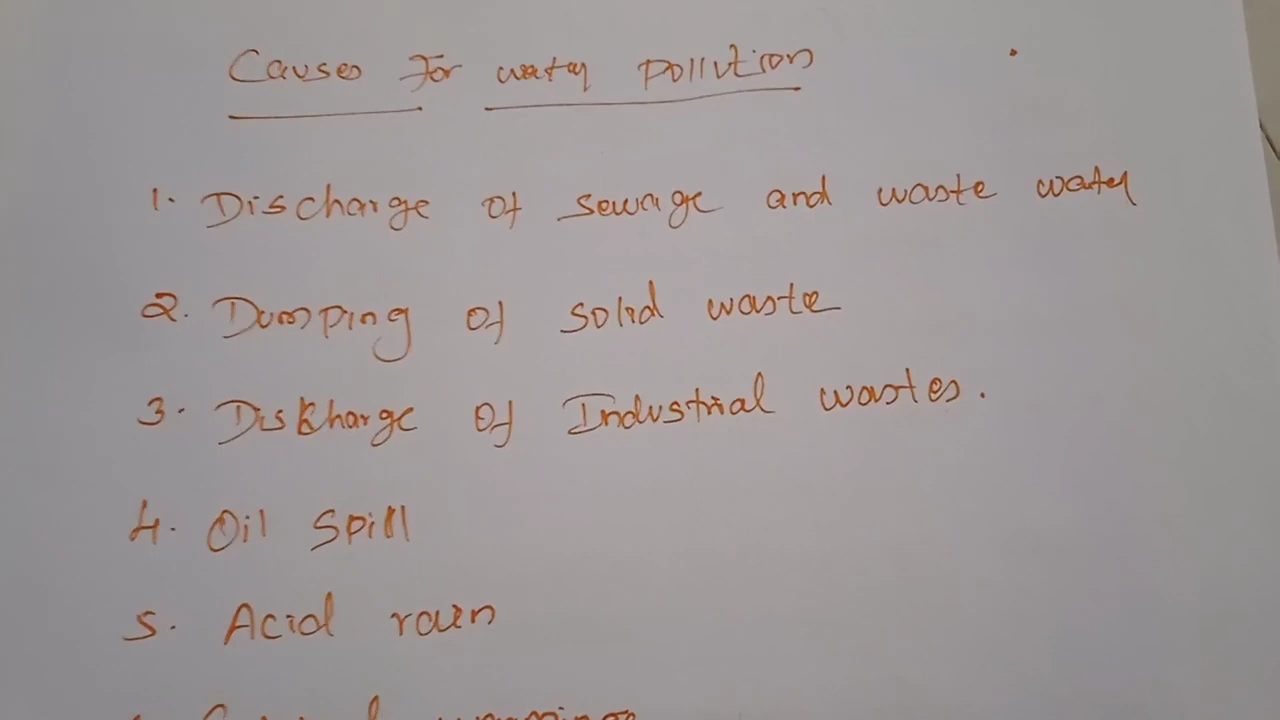 Causes for water pollution
1. Discharge of sewage and waste water
2. Dumping of solid waste
3. Discharge of Industrial wastes.
4. Oil Spill
5. Acid rain